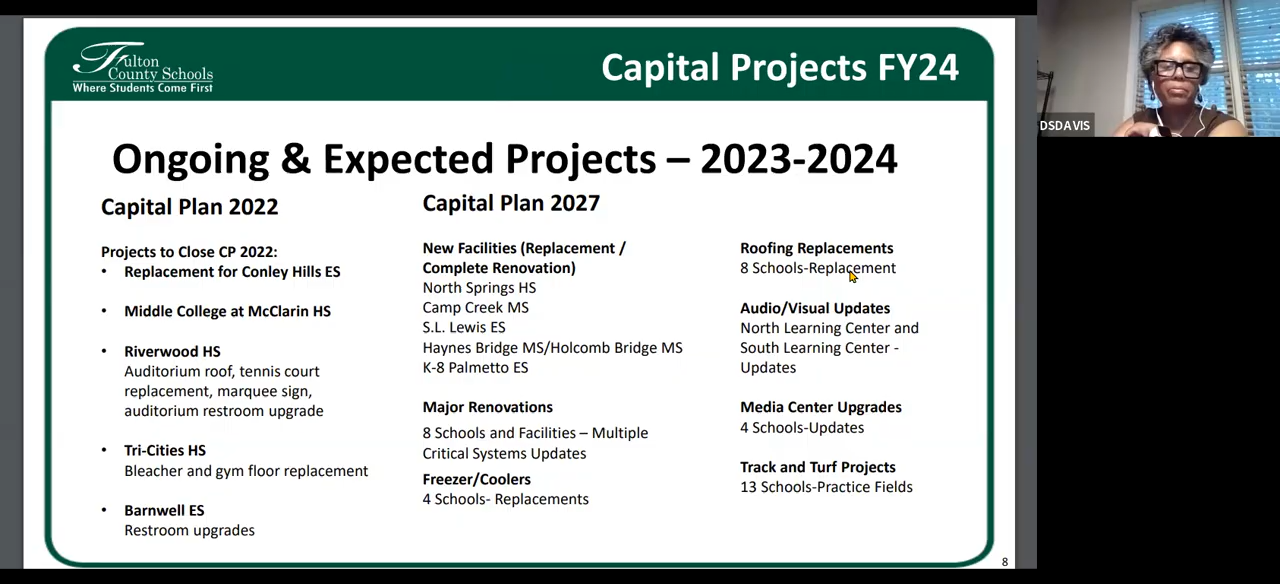 Fulton
County Schools
Where Students Come First
Capital Projects FY24
DSDAVIS
Ongoing & Expected Projects – 2023-2024
Capital Plan 2022
Projects to Close CP 2022:
• Replacement for Conley Hills ES
• Middle College at McClarin HS
• Riverwood HS
Auditorium roof, tennis court
replacement, marquee sign,
auditorium restroom upgrade
• Tri-Cities HS
Bleacher and gym floor replacement
• Barnwell ES
Restroom upgrades
Capital Plan 2027
New Facilities (Replacement /
Complete Renovation)
North Springs HS
Camp Creek MS
S.L. Lewis ES
Haynes Bridge MS/Holcomb Bridge MS
K-8 Palmetto ES
Major Renovations
8 Schools and Facilities – Multiple
Critical Systems Updates
Freezer/Coolers
4 Schools- Replacements
Roofing Replacements
8 Schools-Replacement
Audio/Visual Updates
North Learning Center and
South Learning Center -
Updates
Media Center Upgrades
4 Schools-Updates
Track and Turf Projects
13 Schools-Practice Fields
8